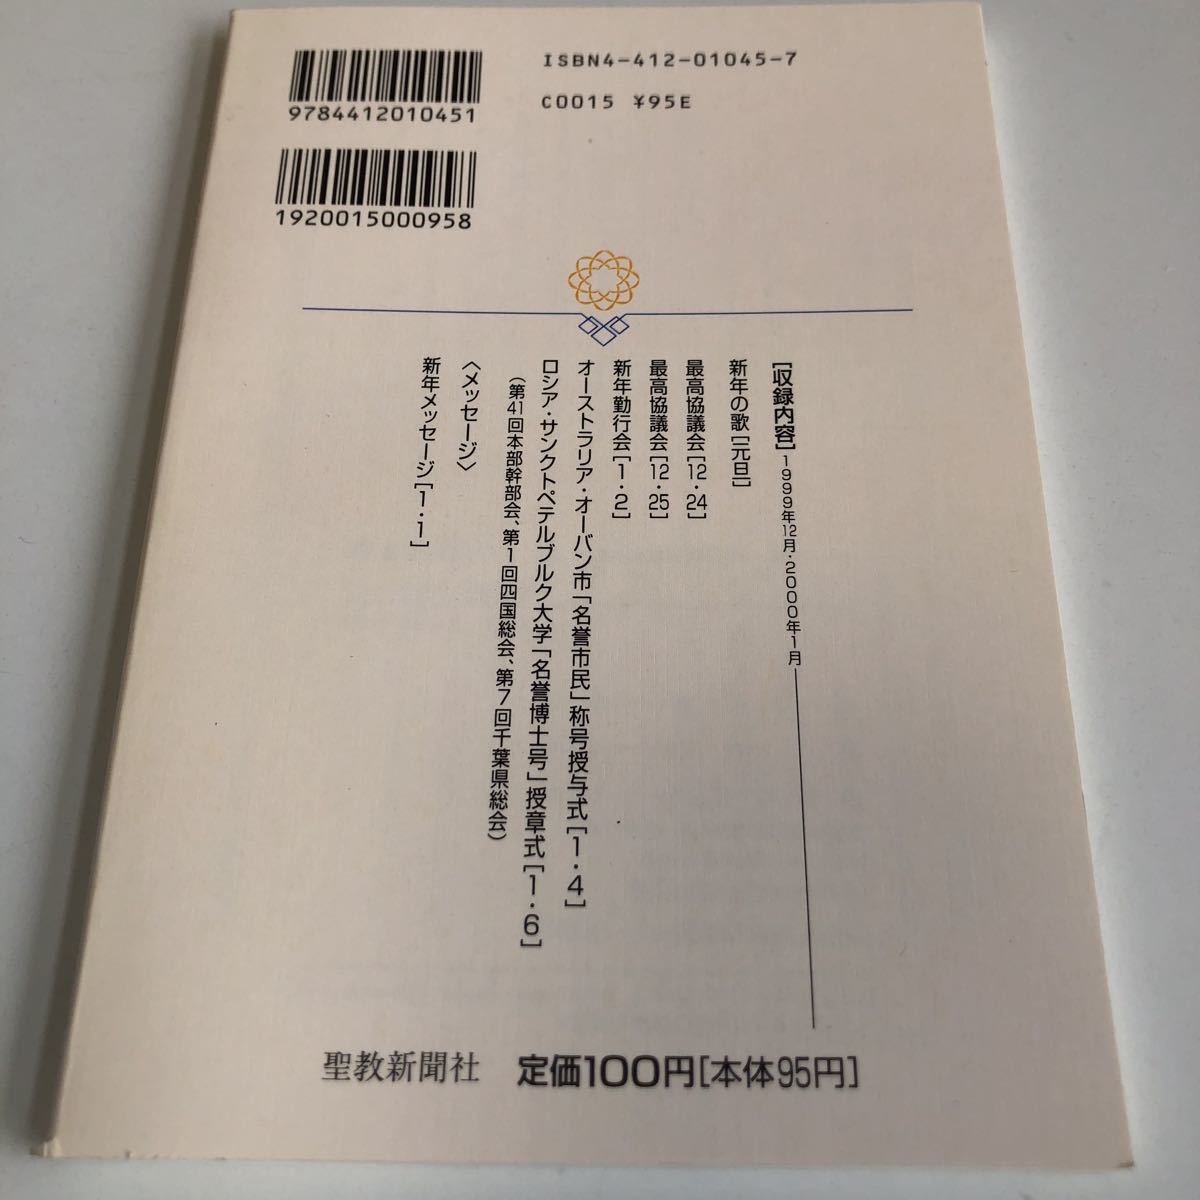 ISBN4-412-01045-7
C0015 ¥95E
9784412010451
1920015000958
[収録内容] 1999年12月・2000年1月
新年の歌[元旦]
最高協議会[12・24]
最高協議会[12・25]
新年勤行会[1・2]
オーストラリア・オーバン市「名誉市民」称号授与式[1・4]
ロシア・サンクトペテルブルク大学「名誉博士号」授章式[1・6]
(第41回本部幹部会、第1回四国総会、第7回千葉県総会)
〈メッセージ〉
新年メッセージ[1・1]
聖教新聞社 定価100円[本体95円]